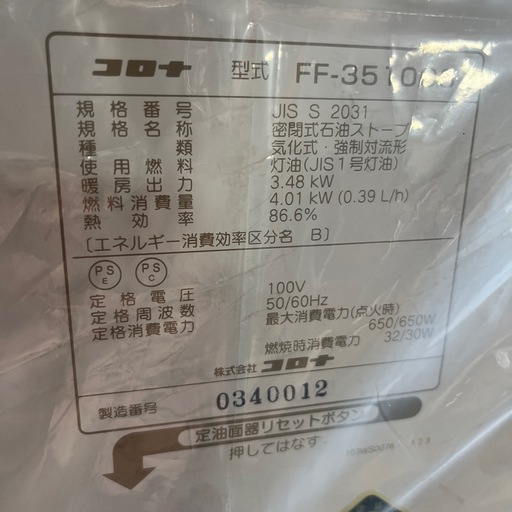 コロナ 型式 FF-3510
規格番号 JIS S 2031
規格名称 密閉式石油ストーブ
種類 気化式・強制対流形
使用燃料 灯油(JIS1号灯油)
暖房出力 3.48 kW
燃料消費量 4.01 kW (0.39 L/h)
熱効率 86.6%
〔エネルギー消費効率区分名 B〕
PS E PS C
定格電圧 100V
定格周波数 50/60Hz
定格消費電力 最大消費電力(点火時)
650/650W
燃焼時消費電力 32/30W
株式会社コロナ
製造番号 0340012
定油面器リセットボタン
押してはなす